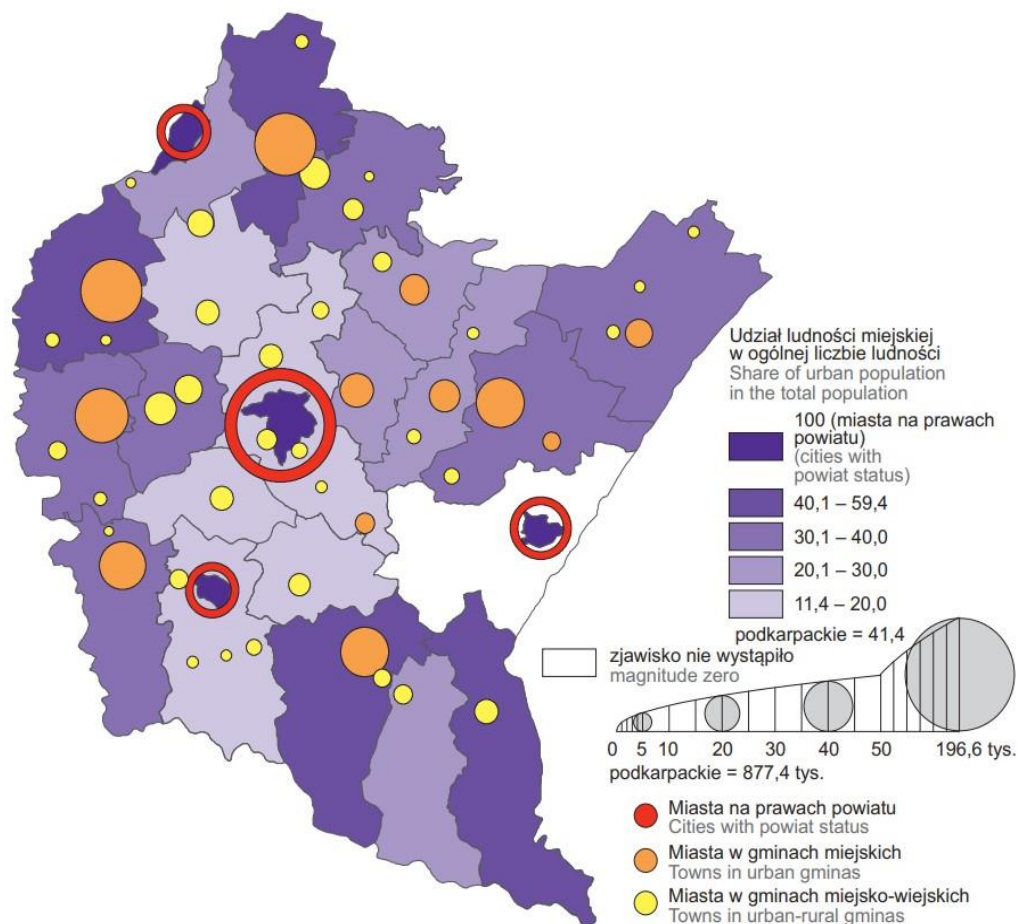 Udział ludności miejskiej
w ogólnej liczbie ludności
Share of urban population
in the total population
100 (miasta na prawach
powiatu)
(cities with
powiat status)
40,1 – 59,4
30,1 – 40,0
20,1 – 30,0
11,4 – 20,0
podkarpackie = 41,4
zjawisko nie wystąpiło
magnitude zero
0 5 10 20 30 40 50 196,6 tys.
podkarpackie = 877,4 tys.
Miasta na prawach powiatu
Cities with powiat status
Miasta w gminach miejskich
Towns in urban gminas
Miasta w gminach miejsko-wiejskich
Towns in urban-rural gminas